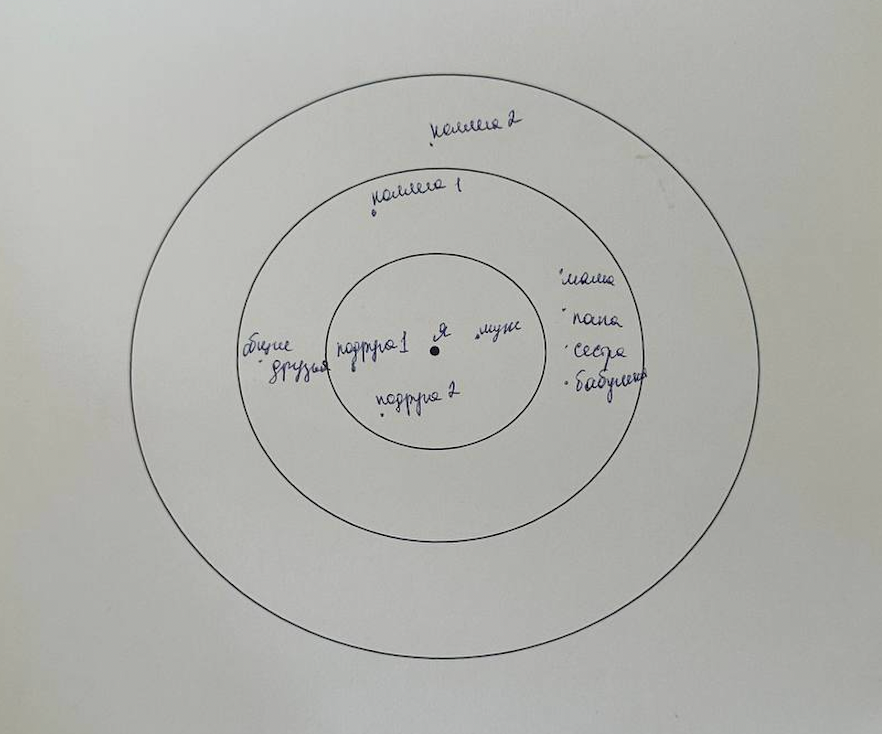 коллега 2
коллега 1
мама
папа
сестра
бабушка
Я
муж
подруга 1
подруга 2
общие
друзья